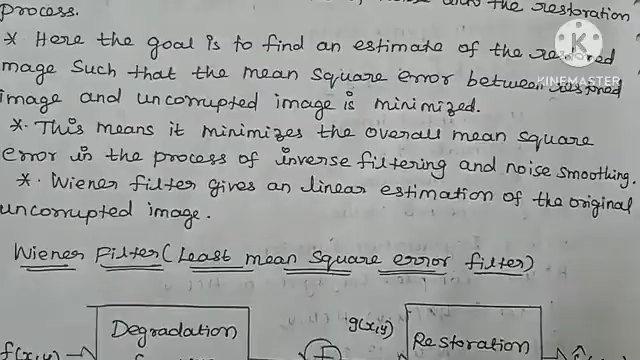 process. the restoration
* Here the goal is to find an estimate of the
mage Such that the mean square error between
image and uncorrupted image is minimized.
*. This means it minimizes the overall mean square
error in the process of inverse filtering and noise smoothing.
*. Wiener filter gives an linear estimation of the original
uncorrupted image.
Wiener Filter (Least mean square error filter)
Degradation
g(x,y)
Restoration
f(x,y)
K
KINEMASTER